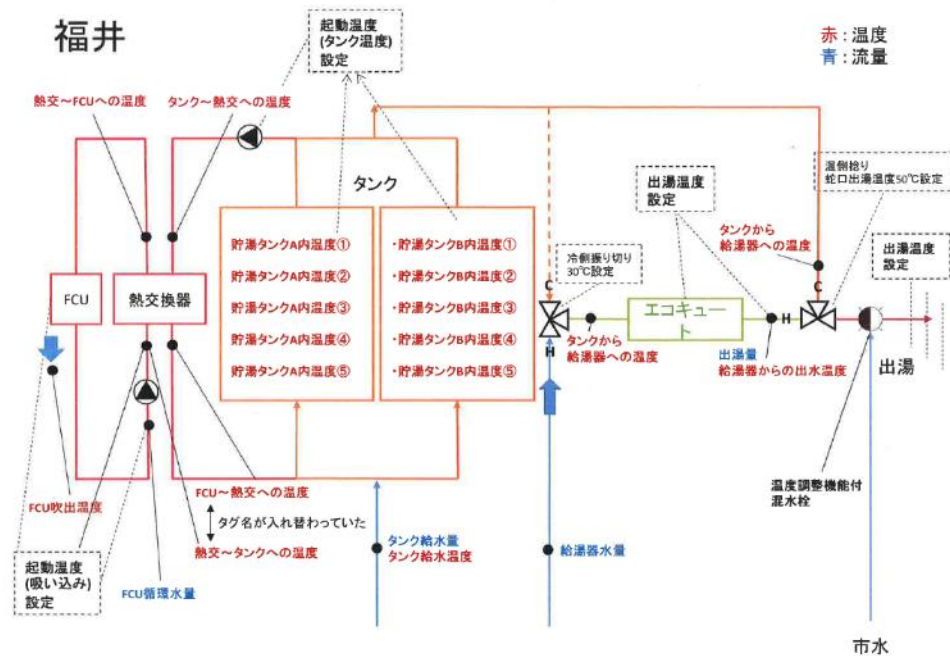 福井
起動温度
(タンク温度)
設定
赤：温度
青：流量
熱交～FCUへの温度
タンク～熱交への温度
タンク
出湯温度
設定
温側捻り
蛇口出湯温度50℃設定
貯湯タンクA内温度①
貯湯タンクA内温度②
貯湯タンクA内温度③
貯湯タンクA内温度④
貯湯タンクA内温度⑤
・貯湯タンクB内温度①
・貯湯タンクB内温度②
・貯湯タンクB内温度③
・貯湯タンクB内温度④
・貯湯タンクB内温度⑤
冷側振り切り
30℃設定
タンクから
給湯器への温度
出湯温度
設定
FCU
熱交換器
C
H
エコキュー
ト
H
C
タンクから
給湯器への温度
出湯量
給湯器からの出水温度
出湯
FCU吹出温度
FCU～熱交への温度
タグ名が入れ替わっていた
熱交～タンクへの温度
起動温度
(吸い込み)
設定
FCU循環水量
タンク給水量
タンク給水温度
給湯器水量
温度調整機能付
混水栓
市水